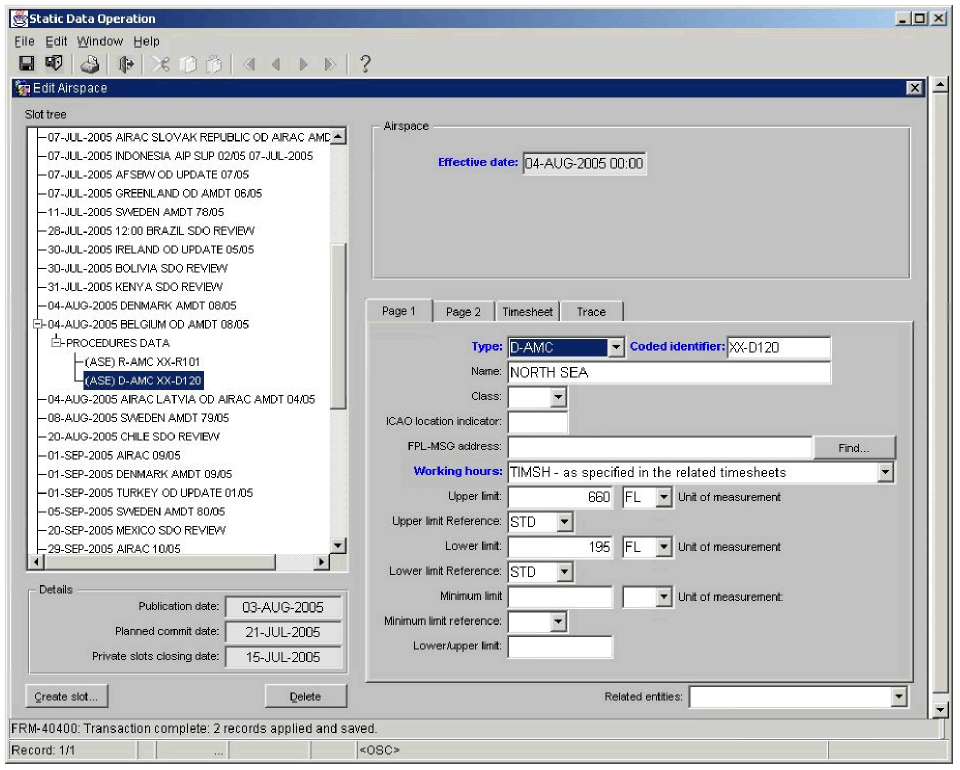 Static Data Operation
File Edit Window Help
Edit Airspace
Slot tree
07-JUL-2005 AIRAC SLOVAK REPUBLIC OD AIRAC AMD
07-JUL-2005 INDONESIA AIP SUP 02/05 07-JUL-2005
07-JUL-2005 AFSBW OD UPDATE 07/05
07-JUL-2005 GREENLAND OD AMDT 06/05
11-JUL-2005 SWEDEN AMDT 78/05
28-JUL-2005 12:00 BRAZIL SDO REVIEW
30-JUL-2005 IRELAND OD UPDATE 05/05
30-JUL-2005 BOLIVIA SDO REVIEW
31-JUL-2005 KENYA SDO REVIEW
04-AUG-2005 DENMARK AMDT 08/05
04-AUG-2005 BELGIUM OD AMDT 08/05
PROCEDURES DATA
(ASE) R-AMC XX-R101
(ASE) D-AMC XX-D120
04-AUG-2005 AIRAC LATVIA OD AIRAC AMDT 04/05
08-AUG-2005 SWEDEN AMDT 79/05
20-AUG-2005 CHILE SDO REVIEW
01-SEP-2005 AIRAC 09/05
01-SEP-2005 DENMARK AMDT 09/05
01-SEP-2005 TURKEY OD UPDATE 01/05
05-SEP-2005 SWEDEN AMDT 80/05
20-SEP-2005 MEXICO SDO REVIEW
29-SEP-2005 AIRAC 10/05
Details
Publication date: 03-AUG-2005
Planned commit date: 21-JUL-2005
Private slots closing date: 15-JUL-2005
Create slot... Delete
Airspace
Effective date: 04-AUG-2005 00:00
Page 1 Page 2 Timesheet Trace
Type: D-AMC Coded identifier: XX-D120
Name: NORTH SEA
Class:
ICAO location indicator:
FPL-MSG address: Find...
Working hours: TIMSH - as specified in the related timesheets
Upper limit: 660 FL Unit of measurement
Upper limit Reference: STD
Lower limit: 195 FL Unit of measurement
Lower limit Reference: STD
Minimum limit Unit of measurement:
Minimum limit reference:
Lower/upper limit:
Related entities:
FRM-40400: Transaction complete: 2 records applied and saved.
Record: 1/1 ... <OSC>